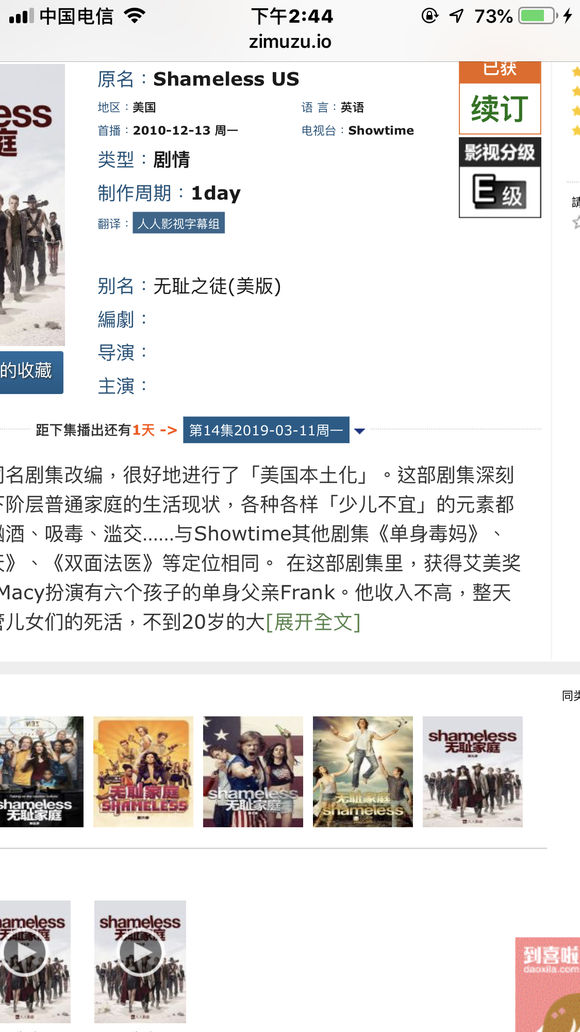 中国电信
下午2:44
73%
zimuzu.io
原名：Shameless US
地区：美国
语 言：英语
首播：2010-12-13 周一
电视台：Showtime
类型：剧情
制作周期：1day
翻译：人人影视字幕组
别名：无耻之徒(美版)
編劇：
导演：
主演：
已获
续订
影视分级
E级
請
ess
庭
的收藏
距下集播出还有1天 -> 第14集2019-03-11周一
同名剧集改编，很好地进行了「美国本土化」。这部剧集深刻
下阶层普通家庭的生活现状，各种各样「少儿不宜」的元素都
酗酒、吸毒、滥交......与Showtime其他剧集《单身毒妈》、
》、《双面法医》等定位相同。 在这部剧集里，获得艾美奖
Macy扮演有六个孩子的单身父亲Frank。他收入不高，整天
管儿女们的死活，不到20岁的大[展开全文]
同类
shameless
无耻家庭
无耻家庭
SHAMELESS
shameless
无耻家庭
无耻家庭
shameless
shameless
无耻家庭
shameless
无耻家庭
shameless
无耻家庭
到喜啦
daoxila.com